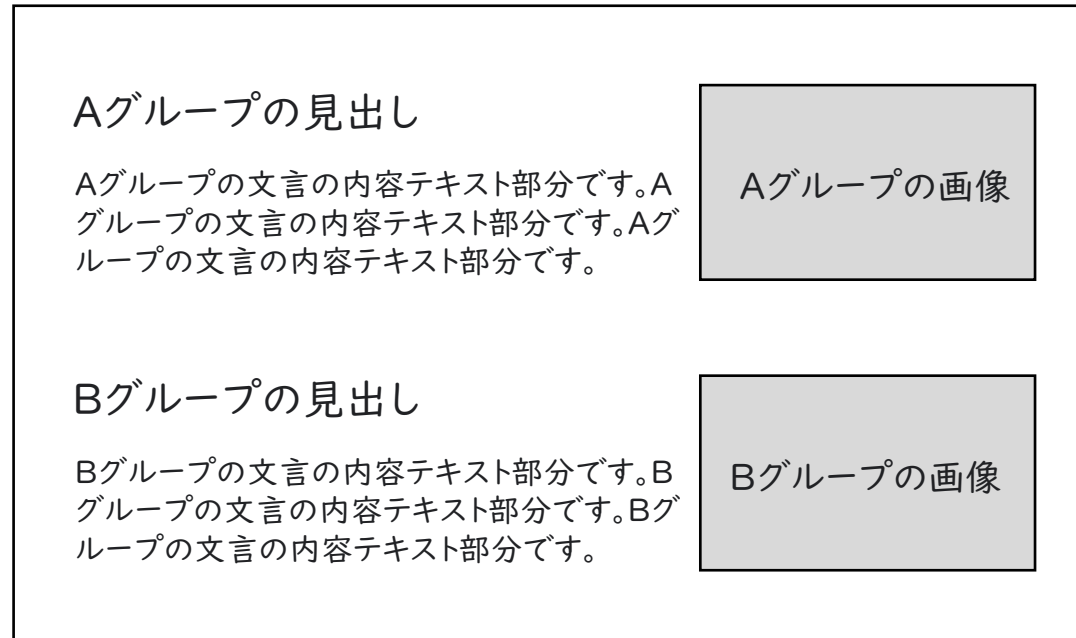 Aグループの見出し
Aグループの文言の内容テキスト部分です。A
グループの文言の内容テキスト部分です。Aグ
ループの文言の内容テキスト部分です。
Aグループの画像
Bグループの見出し
Bグループの文言の内容テキスト部分です。B
グループの文言の内容テキスト部分です。Bグ
ループの文言の内容テキスト部分です。
Bグループの画像